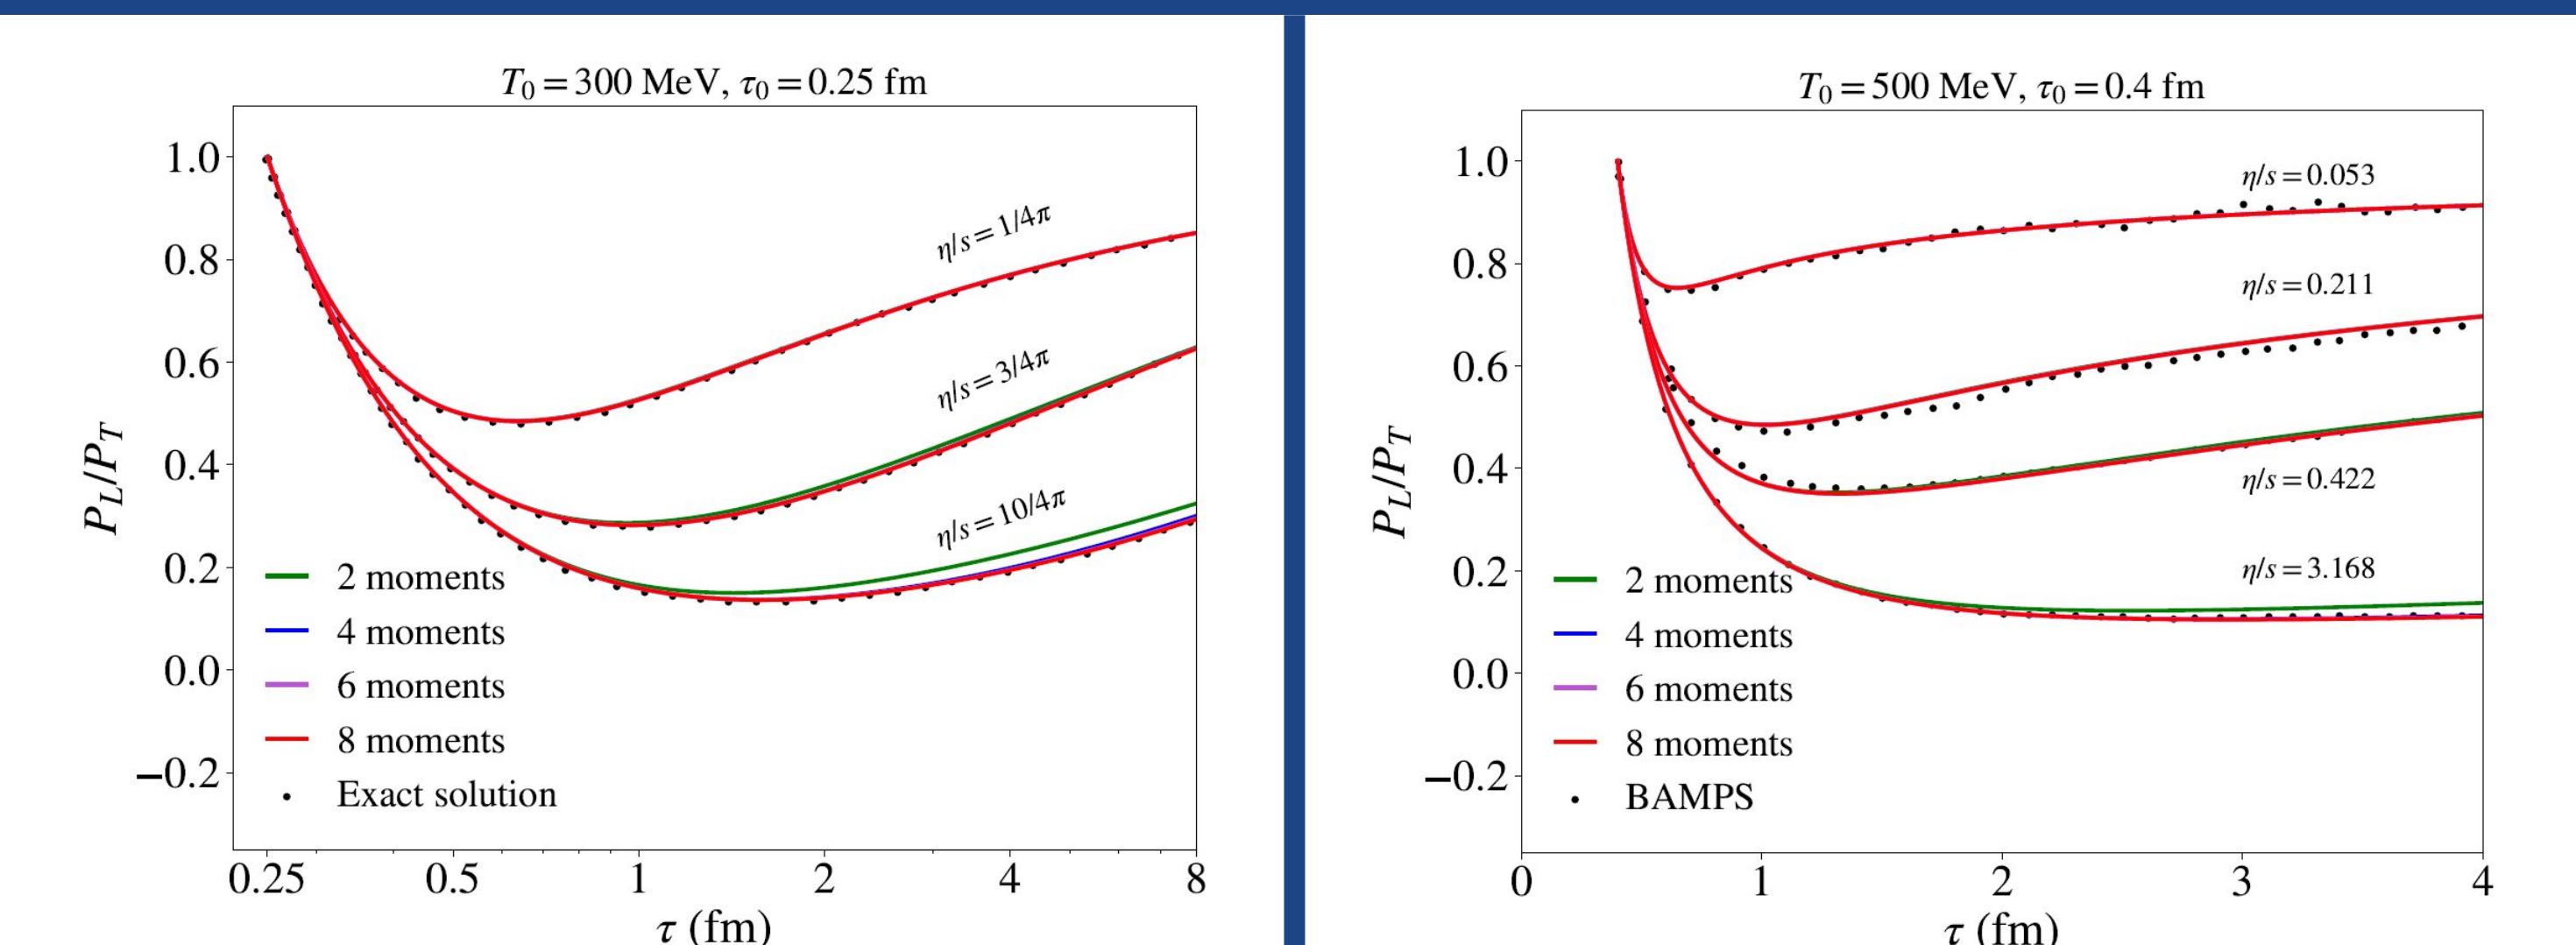 T₀ = 300 MeV, τ₀ = 0.25 fm
P_L/P_T
1.0
0.8
0.6
0.4
0.2
0.0
−0.2
η/s = 1/4π
η/s = 3/4π
η/s = 10/4π
2 moments
4 moments
6 moments
8 moments
Exact solution
0.25 0.5 1 2 4 8
τ (fm)
T₀ = 500 MeV, τ₀ = 0.4 fm
P_L/P_T
1.0
0.8
0.6
0.4
0.2
0.0
−0.2
η/s = 0.053
η/s = 0.211
η/s = 0.422
η/s = 3.168
2 moments
4 moments
6 moments
8 moments
BAMPS
0 1 2 3 4
τ (fm)